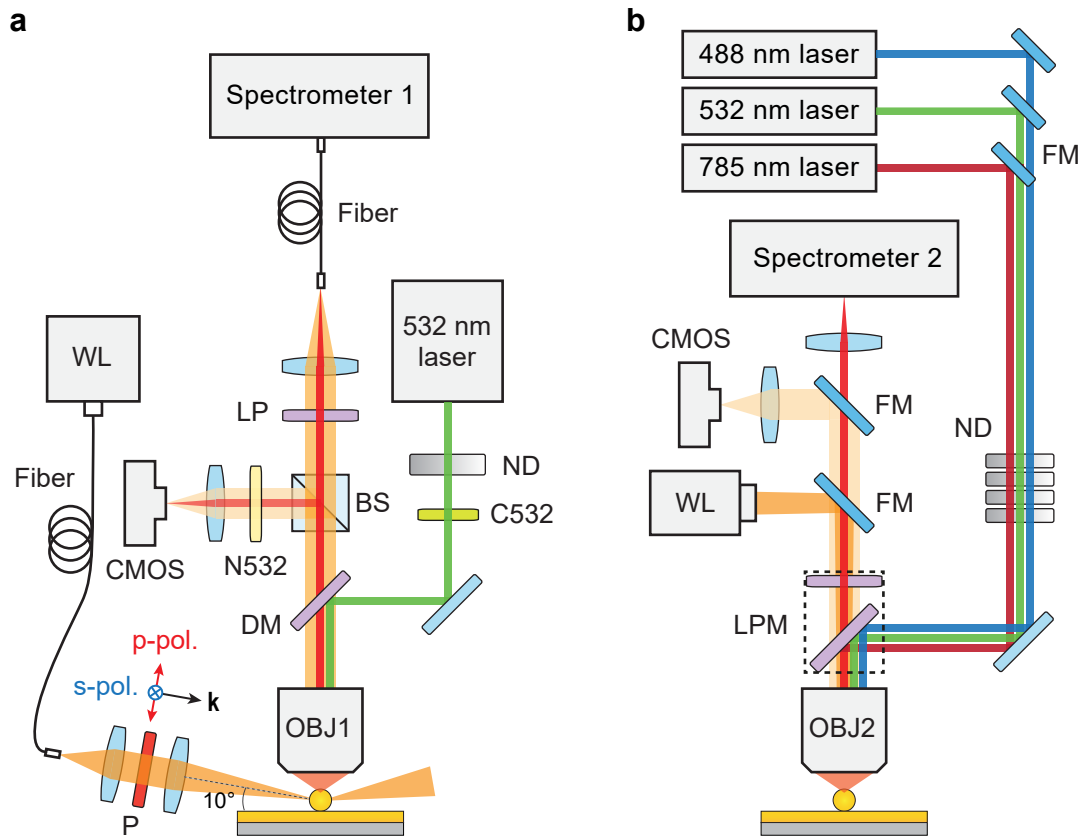 a
Spectrometer 1
Fiber
WL
532 nm
laser
LP
Fiber
ND
BS
C532
CMOS
N532
DM
p-pol.
s-pol.
k
OBJ1
10°
P
b
488 nm laser
532 nm laser
785 nm laser
FM
Spectrometer 2
CMOS
FM
ND
WL
FM
LPM
OBJ2